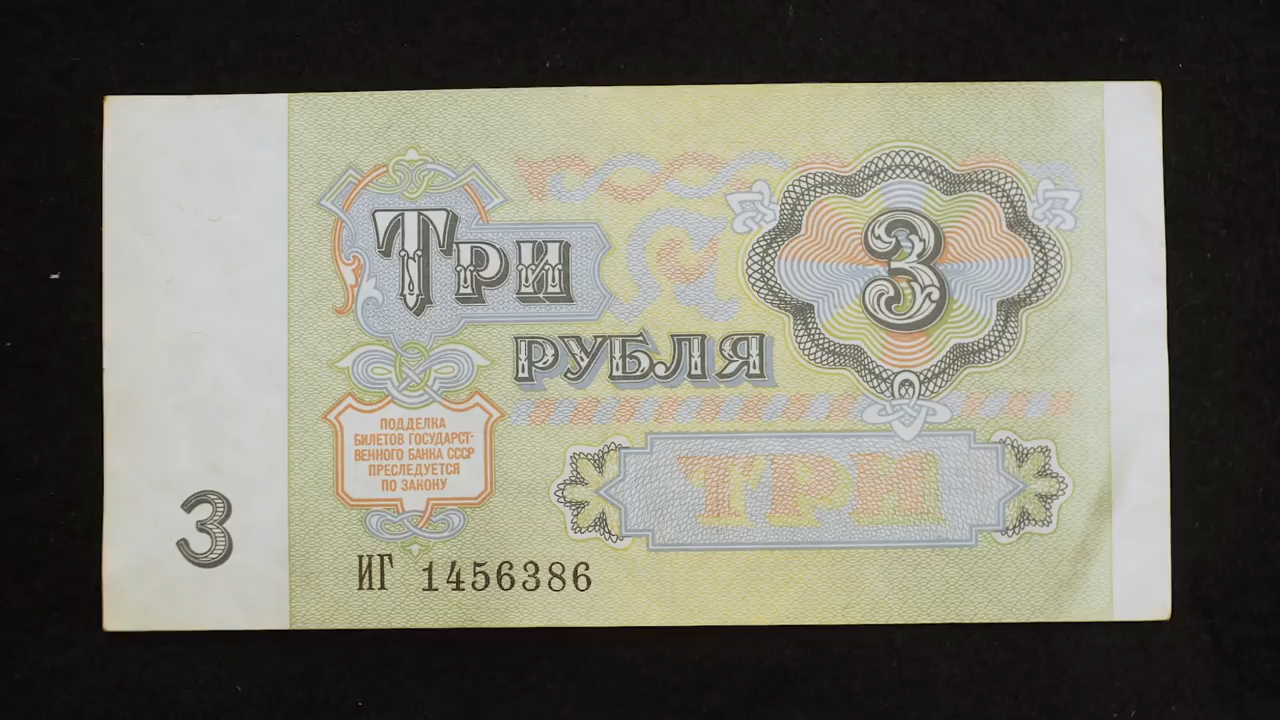 ТРИ
3
РУБЛЯ
ТРИ
ПОДДЕЛКА
БИЛЕТОВ ГОСУДАРСТ-
ВЕННОГО БАНКА СССР
ПРЕСЛЕДУЕТСЯ
ПО ЗАКОНУ
3
ИГ 1456386